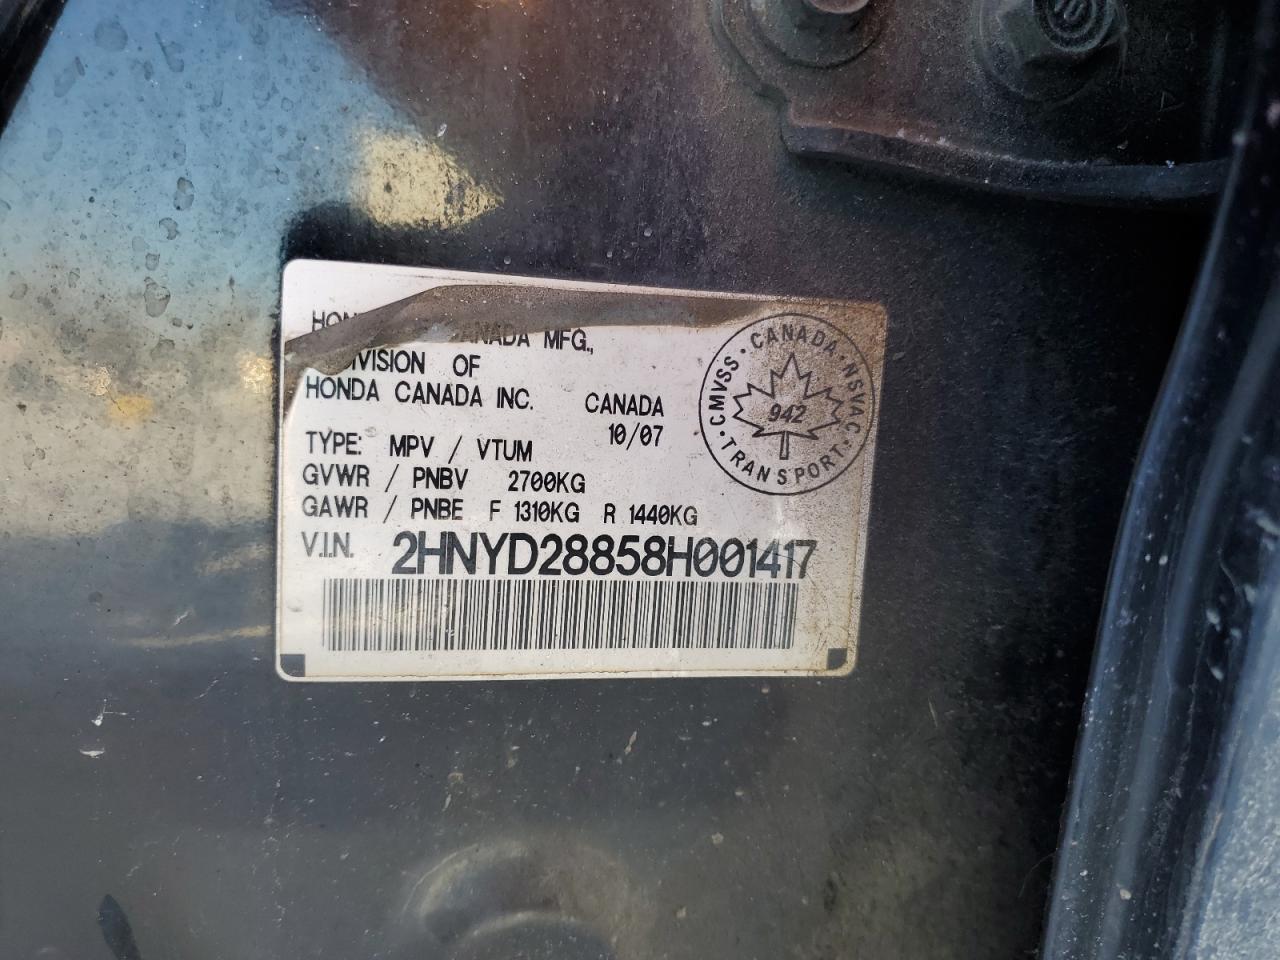 CANADA MFG.,
DIVISION OF
HONDA CANADA INC. CANADA
10/07
TYPE: MPV / VTUM
GVWR / PNBV 2700KG
GAWR / PNBE F 1310KG R 1440KG
V.I.N. 2HNYD28858H001417
CMVSS · CANADA · NSVAC · TRANSPORT ·
942